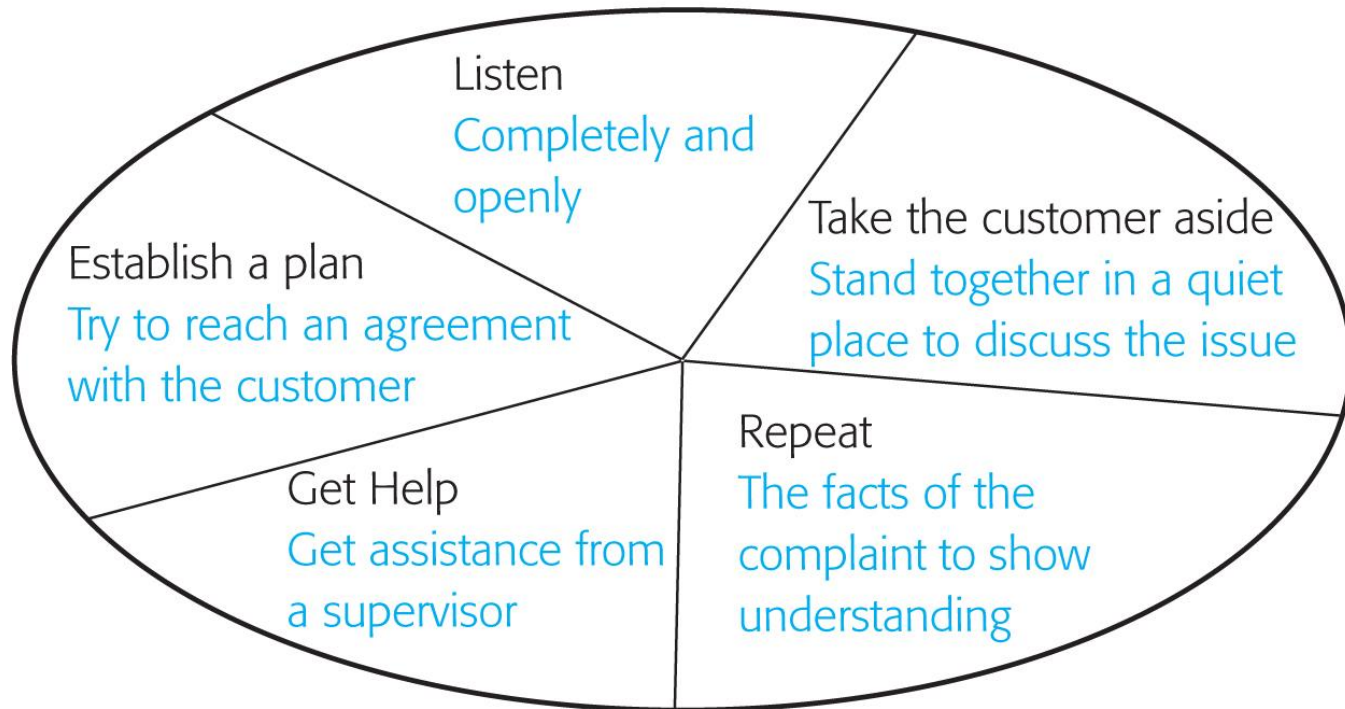 Listen
Completely and
openly
Take the customer aside
Stand together in a quiet
place to discuss the issue
Repeat
The facts of the
complaint to show
understanding
Get Help
Get assistance from
a supervisor
Establish a plan
Try to reach an agreement
with the customer